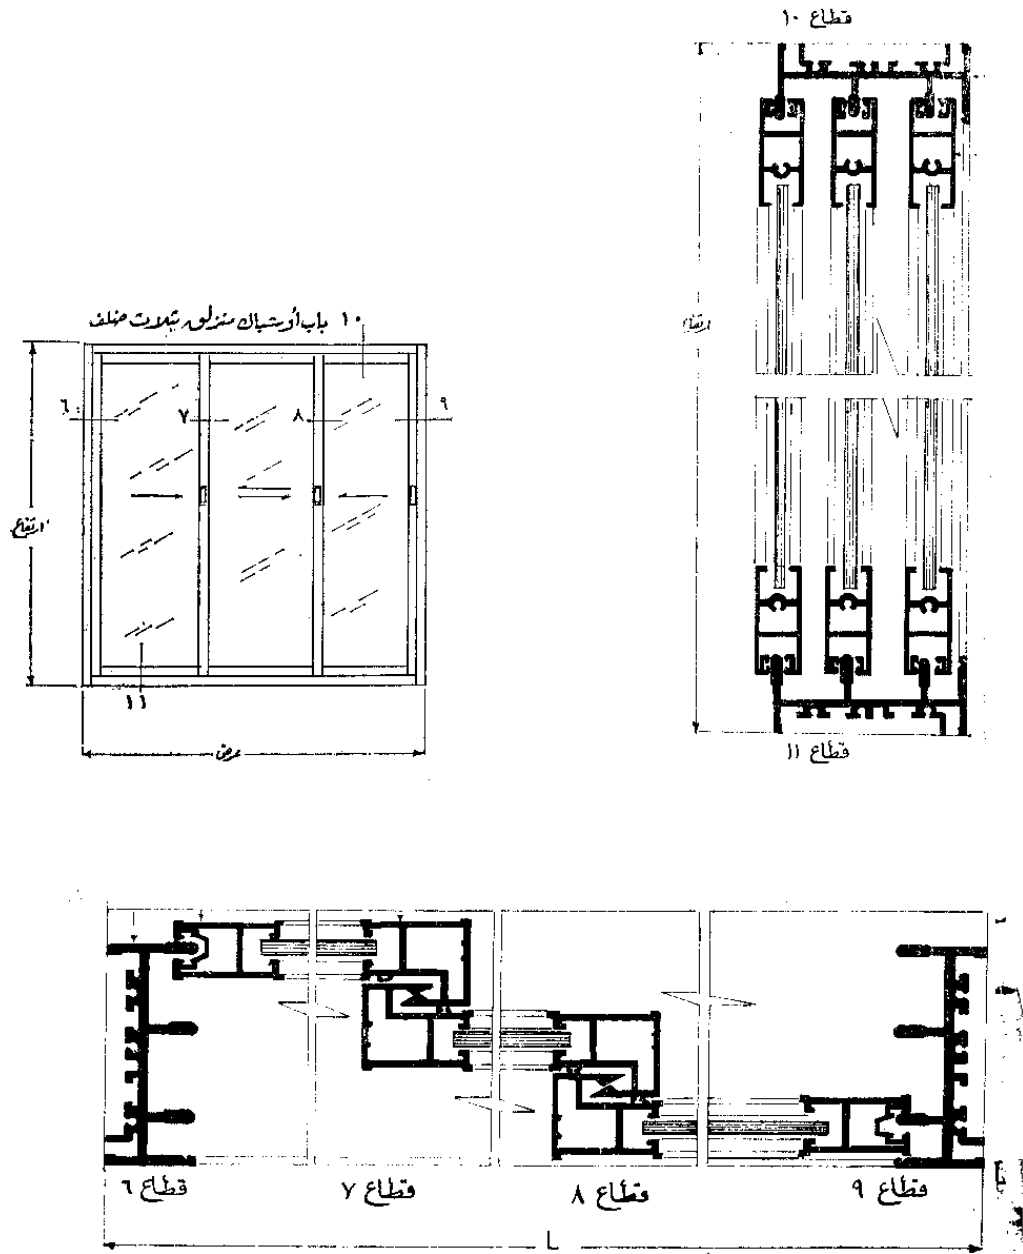 قطاع ١٠
ارتفاع
١٠ باب أو شباك منزلق بثلاث ضلف
٦
٧
٨
٩
ارتفاع
١١
عرض
قطاع ١١
قطاع ٦
قطاع ٧
قطاع ٨
قطاع ٩
L